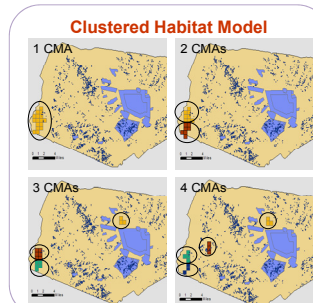 Clustered Habitat Model
1 CMA
2 CMAs
3 CMAs
4 CMAs